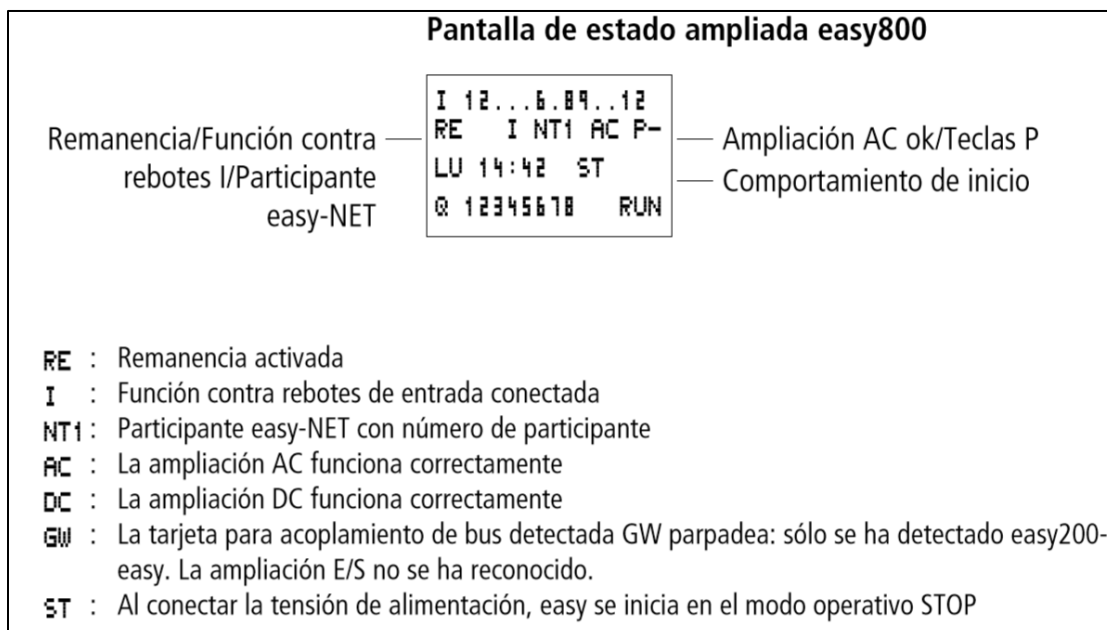 Pantalla de estado ampliada easy800
I 12...6.89..12
RE I NT1 AC P-
LU 14:42 ST
Q 12345678 RUN
Remanencia/Función contra
rebotes I/Participante
easy-NET
Ampliación AC ok/Teclas P
Comportamiento de inicio
RE : Remanencia activada
I : Función contra rebotes de entrada conectada
NT1 : Participante easy-NET con número de participante
AC : La ampliación AC funciona correctamente
DC : La ampliación DC funciona correctamente
GW : La tarjeta para acoplamiento de bus detectada GW parpadea: sólo se ha detectado easy200-
easy. La ampliación E/S no se ha reconocido.
ST : Al conectar la tensión de alimentación, easy se inicia en el modo operativo STOP